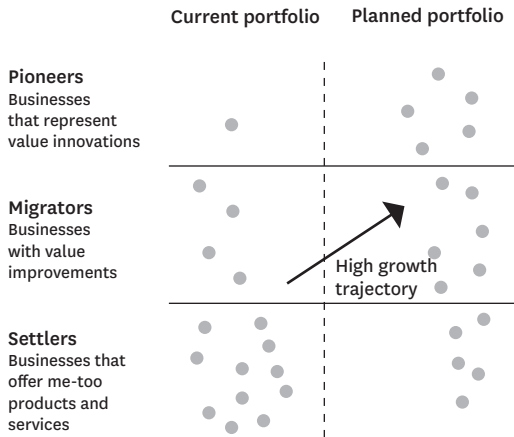 Current portfolio
Planned portfolio
Pioneers
Businesses
that represent
value innovations
Migrators
Businesses
with value
improvements
High growth
trajectory
Settlers
Businesses that
offer me-too
products and
services